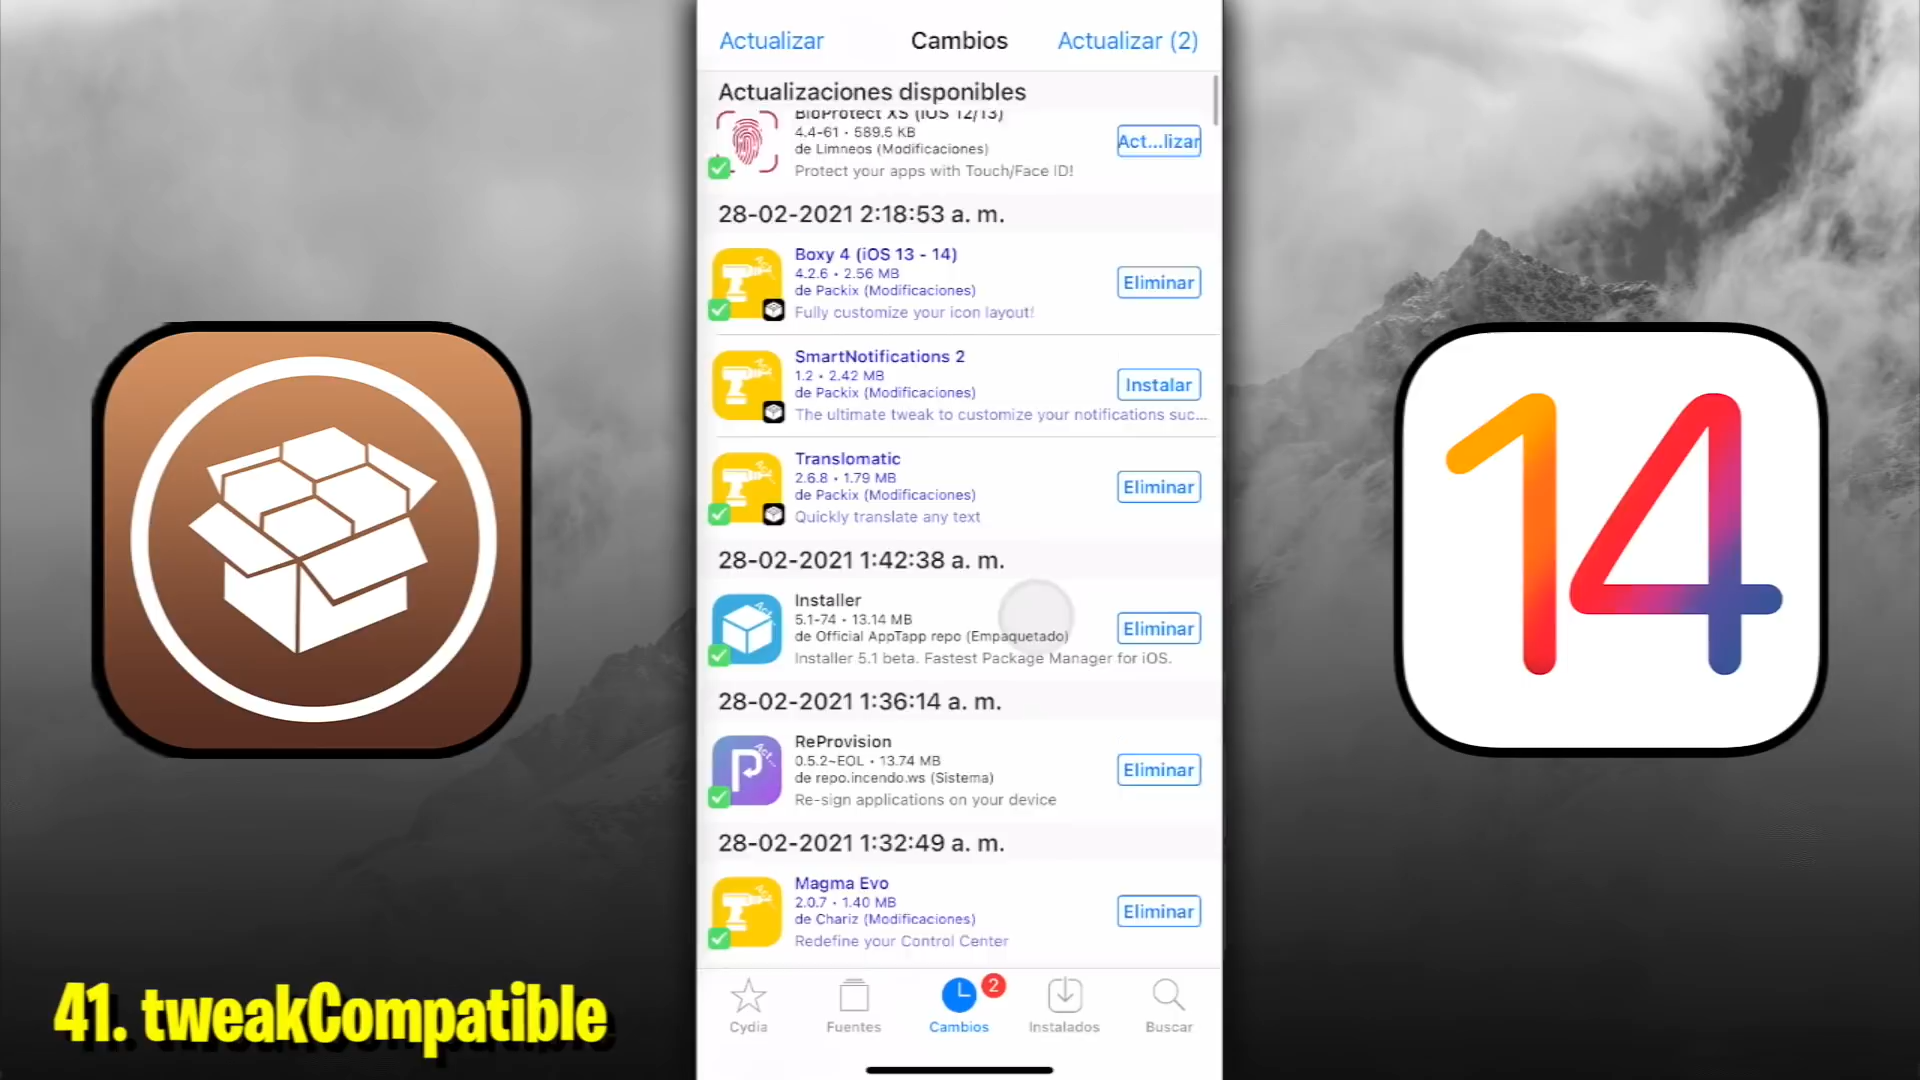 Actualizar
Cambios
Actualizar (2)
Actualizaciones disponibles
BioProtect XS (iOS 12/13)
4.4-61 • 589.5 KB
de Limneos (Modificaciones)
Protect your apps with Touch/Face ID!
Act...lizar
28-02-2021 2:18:53 a. m.
Boxy 4 (iOS 13 - 14)
4.2.6 • 2.56 MB
de Packix (Modificaciones)
Fully customize your icon layout!
Eliminar
SmartNotifications 2
1.2 • 2.42 MB
de Packix (Modificaciones)
The ultimate tweak to customize your notifications suc...
Instalar
Translomatic
2.6.8 • 1.79 MB
de Packix (Modificaciones)
Quickly translate any text
Eliminar
28-02-2021 1:42:38 a. m.
Installer
5.1-74 • 13.14 MB
de Official AppTapp repo (Empaquetado)
Installer 5.1 beta. Fastest Package Manager for iOS.
Eliminar
28-02-2021 1:36:14 a. m.
ReProvision
0.5.2~EOL • 13.74 MB
de repo.incendo.ws (Sistema)
Re-sign applications on your device
Eliminar
28-02-2021 1:32:49 a. m.
Magma Evo
2.0.7 • 1.40 MB
de Chariz (Modificaciones)
Redefine your Control Center
Eliminar
Cydia
Fuentes
2
Cambios
Instalados
Buscar
14
41. tweakCompatible